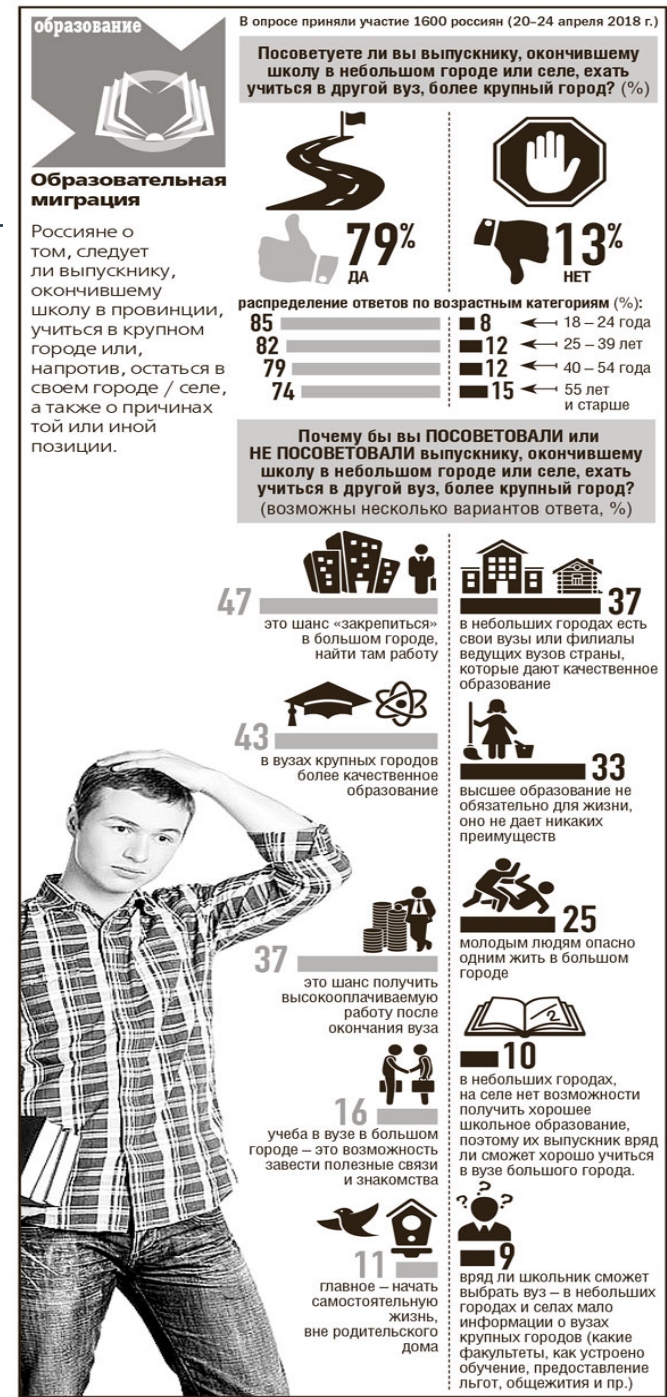 образование
Образовательная
миграция
Россияне о
том, следует
ли выпускнику,
окончившему
школу в провинции,
учиться в крупном
городе или,
напротив, остаться в
своем городе / селе,
а также о причинах
той или иной
позиции.
В опросе приняли участие 1600 россиян (20–24 апреля 2018 г.)
Посоветуете ли вы выпускнику, окончившему
школу в небольшом городе или селе, ехать
учиться в другой вуз, более крупный город? (%)
79%
ДА
13%
НЕТ
распределение ответов по возрастным категориям (%):
85 8 18 – 24 года
82 12 25 – 39 лет
79 12 40 – 54 года
74 15 55 лет
и старше
Почему бы вы ПОСОВЕТОВАЛИ или
НЕ ПОСОВЕТОВАЛИ выпускнику, окончившему
школу в небольшом городе или селе, ехать
учиться в другой вуз, более крупный город?
(возможны несколько вариантов ответа, %)
47
это шанс «закрепиться»
в большом городе,
найти там работу
43
в вузах крупных городов
более качественное
образование
37
это шанс получить
высокооплачиваемую
работу после
окончания вуза
16
учеба в вузе в большом
городе – это возможность
завести полезные связи
и знакомства
11
главное – начать
самостоятельную
жизнь,
вне родительского
дома
37
в небольших городах есть
свои вузы или филиалы
ведущих вузов страны,
которые дают качественное
образование
33
высшее образование не
обязательно для жизни,
оно не дает никаких
преимуществ
25
молодым людям опасно
одним жить в большом
городе
2
10
в небольших городах,
на селе нет возможности
получить хорошее
школьное образование,
поэтому их выпускник вряд
ли сможет хорошо учиться
в вузе большого города.
? ? ?
9
вряд ли школьник сможет
выбрать вуз – в небольших
городах и селах мало
информации о вузах
крупных городов (какие
факультеты, как устроено
обучение, предоставление
льгот, общежития и пр.)